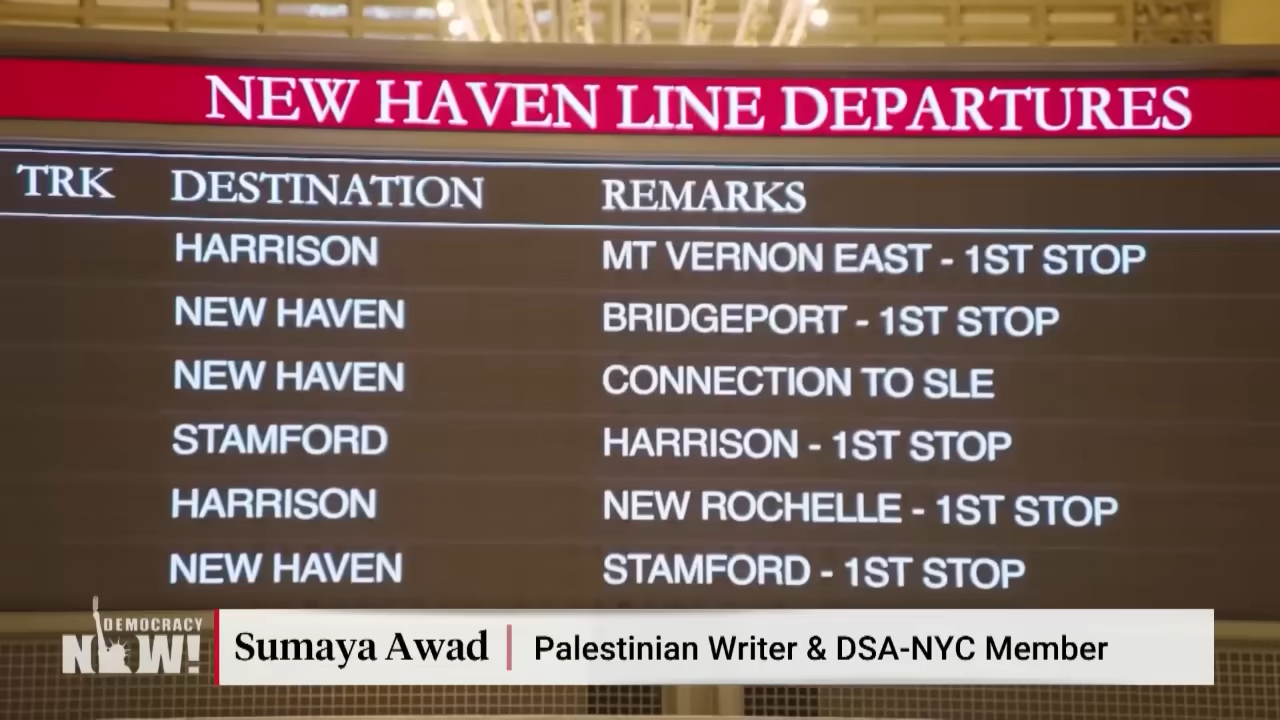 NEW HAVEN LINE DEPARTURES
TRK DESTINATION REMARKS
HARRISON MT VERNON EAST - 1ST STOP
NEW HAVEN BRIDGEPORT - 1ST STOP
NEW HAVEN CONNECTION TO SLE
STAMFORD HARRISON - 1ST STOP
HARRISON NEW ROCHELLE - 1ST STOP
NEW HAVEN STAMFORD - 1ST STOP
DEMOCRACY
NOW!
Sumaya Awad | Palestinian Writer & DSA-NYC Member